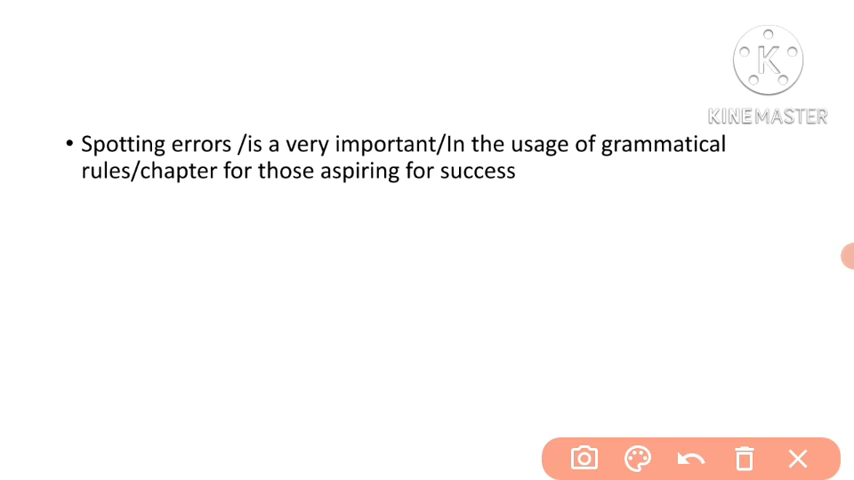 KINEMASTER
• Spotting errors /is a very important/In the usage of grammatical
rules/chapter for those aspiring for success